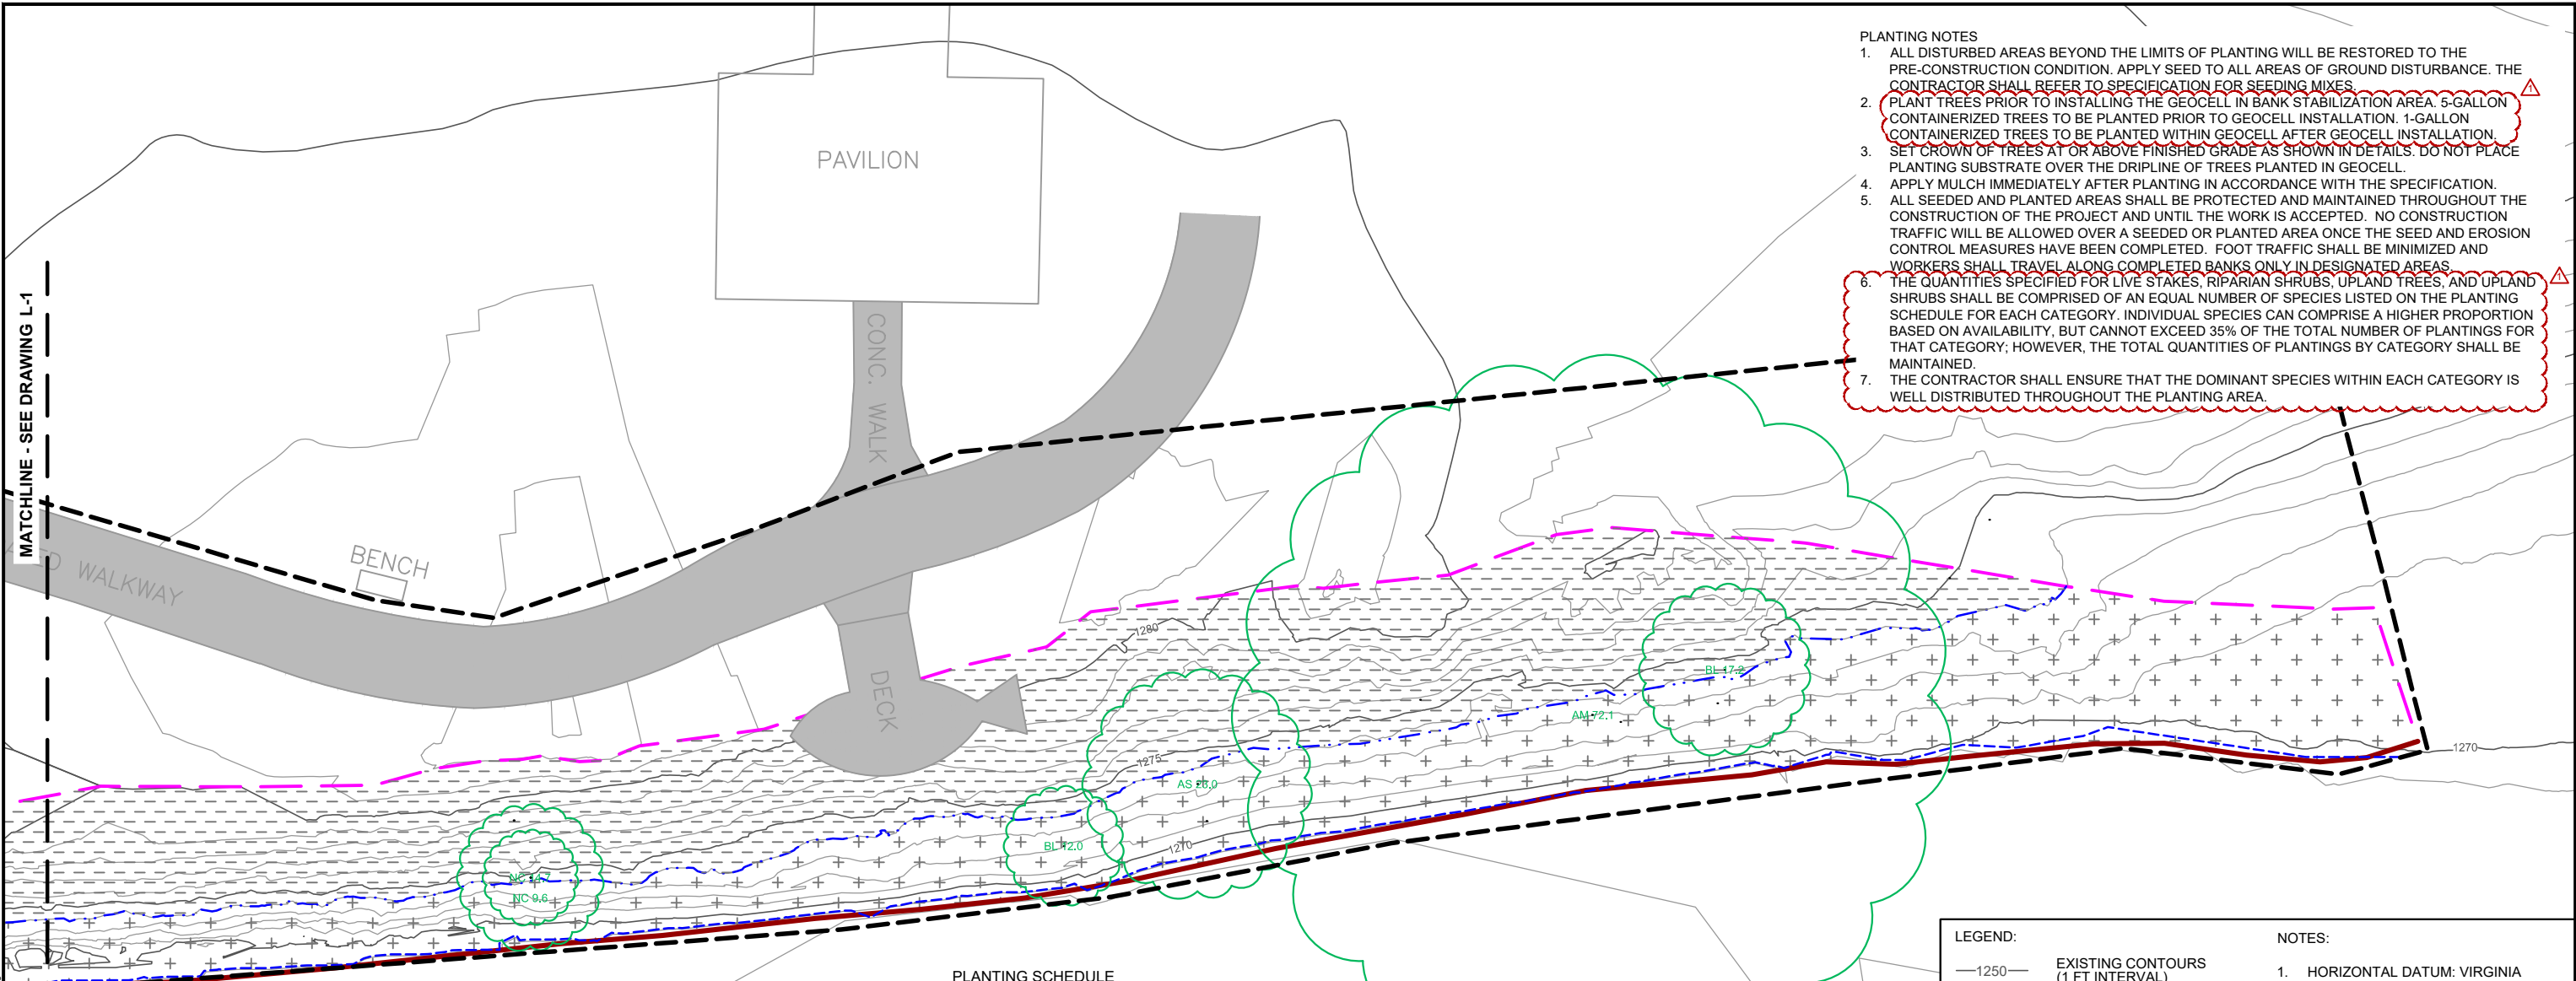 PLANTING NOTES
1. ALL DISTURBED AREAS BEYOND THE LIMITS OF PLANTING WILL BE RESTORED TO THE
PRE-CONSTRUCTION CONDITION. APPLY SEED TO ALL AREAS OF GROUND DISTURBANCE. THE
CONTRACTOR SHALL REFER TO SPECIFICATION FOR SEEDING MIXES.
1
2. PLANT TREES PRIOR TO INSTALLING THE GEOCELL IN BANK STABILIZATION AREA. 5-GALLON
CONTAINERIZED TREES TO BE PLANTED PRIOR TO GEOCELL INSTALLATION. 1-GALLON
CONTAINERIZED TREES TO BE PLANTED WITHIN GEOCELL AFTER GEOCELL INSTALLATION.
3. SET CROWN OF TREES AT OR ABOVE FINISHED GRADE AS SHOWN IN DETAILS. DO NOT PLACE
PLANTING SUBSTRATE OVER THE DRIPLINE OF TREES PLANTED IN GEOCELL.
4. APPLY MULCH IMMEDIATELY AFTER PLANTING IN ACCORDANCE WITH THE SPECIFICATION.
5. ALL SEEDED AND PLANTED AREAS SHALL BE PROTECTED AND MAINTAINED THROUGHOUT THE
CONSTRUCTION OF THE PROJECT AND UNTIL THE WORK IS ACCEPTED. NO CONSTRUCTION
TRAFFIC WILL BE ALLOWED OVER A SEEDED OR PLANTED AREA ONCE THE SEED AND EROSION
CONTROL MEASURES HAVE BEEN COMPLETED. FOOT TRAFFIC SHALL BE MINIMIZED AND
WORKERS SHALL TRAVEL ALONG COMPLETED BANKS ONLY IN DESIGNATED AREAS.
1
6. THE QUANTITIES SPECIFIED FOR LIVE STAKES, RIPARIAN SHRUBS, UPLAND TREES, AND UPLAND
SHRUBS SHALL BE COMPRISED OF AN EQUAL NUMBER OF SPECIES LISTED ON THE PLANTING
SCHEDULE FOR EACH CATEGORY. INDIVIDUAL SPECIES CAN COMPRISE A HIGHER PROPORTION
BASED ON AVAILABILITY, BUT CANNOT EXCEED 35% OF THE TOTAL NUMBER OF PLANTINGS FOR
THAT CATEGORY; HOWEVER, THE TOTAL QUANTITIES OF PLANTINGS BY CATEGORY SHALL BE
MAINTAINED.
7. THE CONTRACTOR SHALL ENSURE THAT THE DOMINANT SPECIES WITHIN EACH CATEGORY IS
WELL DISTRIBUTED THROUGHOUT THE PLANTING AREA.
PAVILION
CONC. WALK
MATCHLINE - SEE DRAWING L-1
BENCH
WALKWAY
DECK
1280
1275
1270
1270
BL 17.2
AM 72.1
AS 28.0
BL 12.0
NC
NC 9.6
PLANTING SCHEDULE
LEGEND:
1250
EXISTING CONTOURS
(1 FT INTERVAL)
NOTES:
1. HORIZONTAL DATUM: VIRGINIA